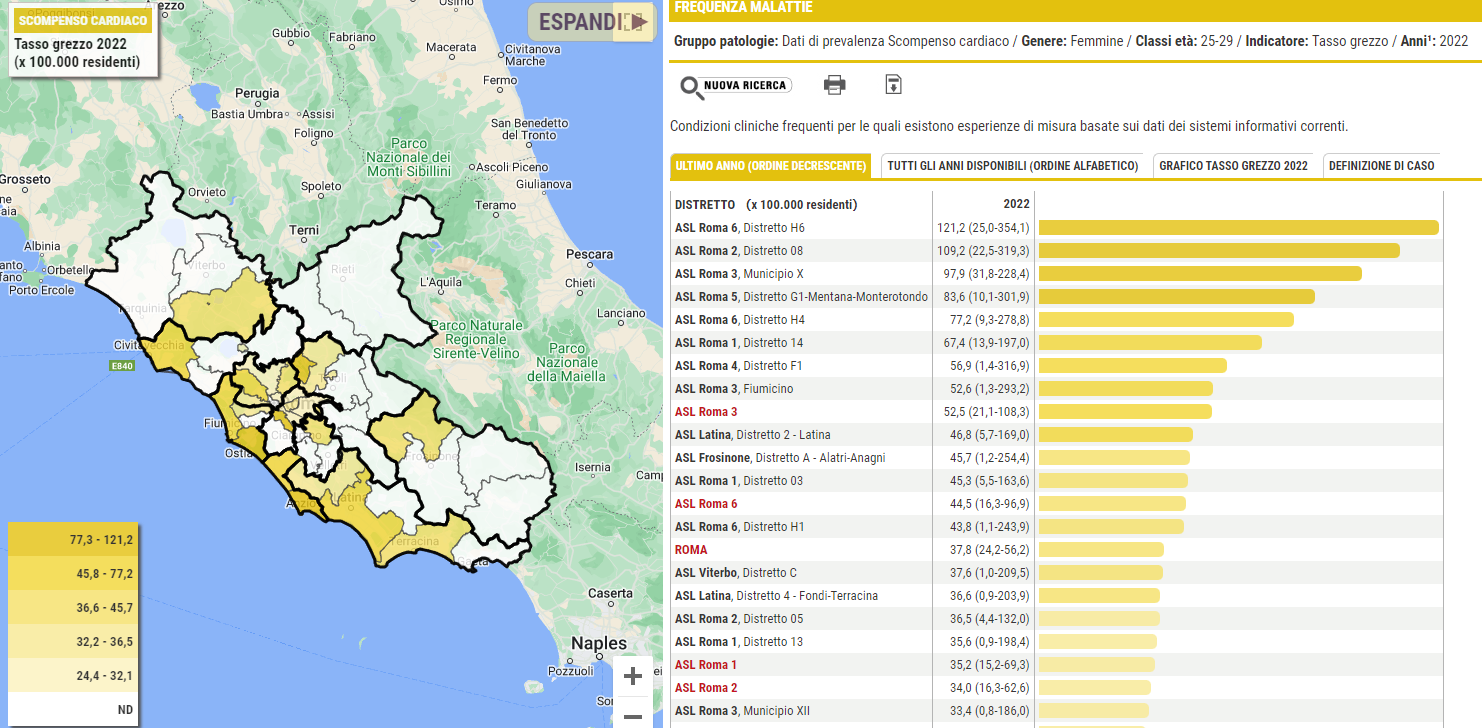 SCOMPENSO CARDIACO
Tasso grezzo 2022
(x 100.000 residenti)
ESPANDI
Arezzo
Osimo
Gubbio
Fabriano
Macerata
Civitanova
Marche
Fermo
Perugia
Bastia Umbra
Assisi
Foligno
San Benedetto
del Tronto
Parco
Nazionale dei
Monti Sibillini
Ascoli Piceno
Giulianova
Grosseto
Orvieto
Spoleto
Teramo
Terni
Albinia
Orbetello
Porto Ercole
Viterbo
Rieti
Pescara
L'Aquila
Chieti
Lanciano
Tarquinia
Civitavecchia
E840
Parco Naturale
Regionale
Sirente-Velino
Parco
Nazionale
della Maiella
Tivoli
Fiumicino
Ciampino
Ostia
Velletri
Frosinone
Isernia
Latina
Anzio
Terracina
Gaeta
Caserta
Naples
Pozzuoli
77,3 - 121,2
45,8 - 77,2
36,6 - 45,7
32,2 - 36,5
24,4 - 32,1
ND
+
−
FREQUENZA MALATTIE
Gruppo patologie: Dati di prevalenza Scompenso cardiaco / Genere: Femmine / Classi età: 25-29 / Indicatore: Tasso grezzo / Anni¹: 2022
NUOVA RICERCA
Condizioni cliniche frequenti per le quali esistono esperienze di misura basate sui dati dei sistemi informativi correnti.
ULTIMO ANNO (ORDINE DECRESCENTE) TUTTI GLI ANNI DISPONIBILI (ORDINE ALFABETICO) GRAFICO TASSO GREZZO 2022 DEFINIZIONE DI CASO
DISTRETTO (x 100.000 residenti) 2022
ASL Roma 6, Distretto H6 121,2 (25,0-354,1)
ASL Roma 2, Distretto 08 109,2 (22,5-319,3)
ASL Roma 3, Municipio X 97,9 (31,8-228,4)
ASL Roma 5, Distretto G1-Mentana-Monterotondo 83,6 (10,1-301,9)
ASL Roma 6, Distretto H4 77,2 (9,3-278,8)
ASL Roma 1, Distretto 14 67,4 (13,9-197,0)
ASL Roma 4, Distretto F1 56,9 (1,4-316,9)
ASL Roma 3, Fiumicino 52,6 (1,3-293,2)
ASL Roma 3 52,5 (21,1-108,3)
ASL Latina, Distretto 2 - Latina 46,8 (5,7-169,0)
ASL Frosinone, Distretto A - Alatri-Anagni 45,7 (1,2-254,4)
ASL Roma 1, Distretto 03 45,3 (5,5-163,6)
ASL Roma 6 44,5 (16,3-96,9)
ASL Roma 6, Distretto H1 43,8 (1,1-243,9)
ROMA 37,8 (24,2-56,2)
ASL Viterbo, Distretto C 37,6 (1,0-209,5)
ASL Latina, Distretto 4 - Fondi-Terracina 36,6 (0,9-203,9)
ASL Roma 2, Distretto 05 36,5 (4,4-132,0)
ASL Roma 1, Distretto 13 35,6 (0,9-198,4)
ASL Roma 1 35,2 (15,2-69,3)
ASL Roma 2 34,0 (16,3-62,6)
ASL Roma 3, Municipio XII 33,4 (0,8-186,0)